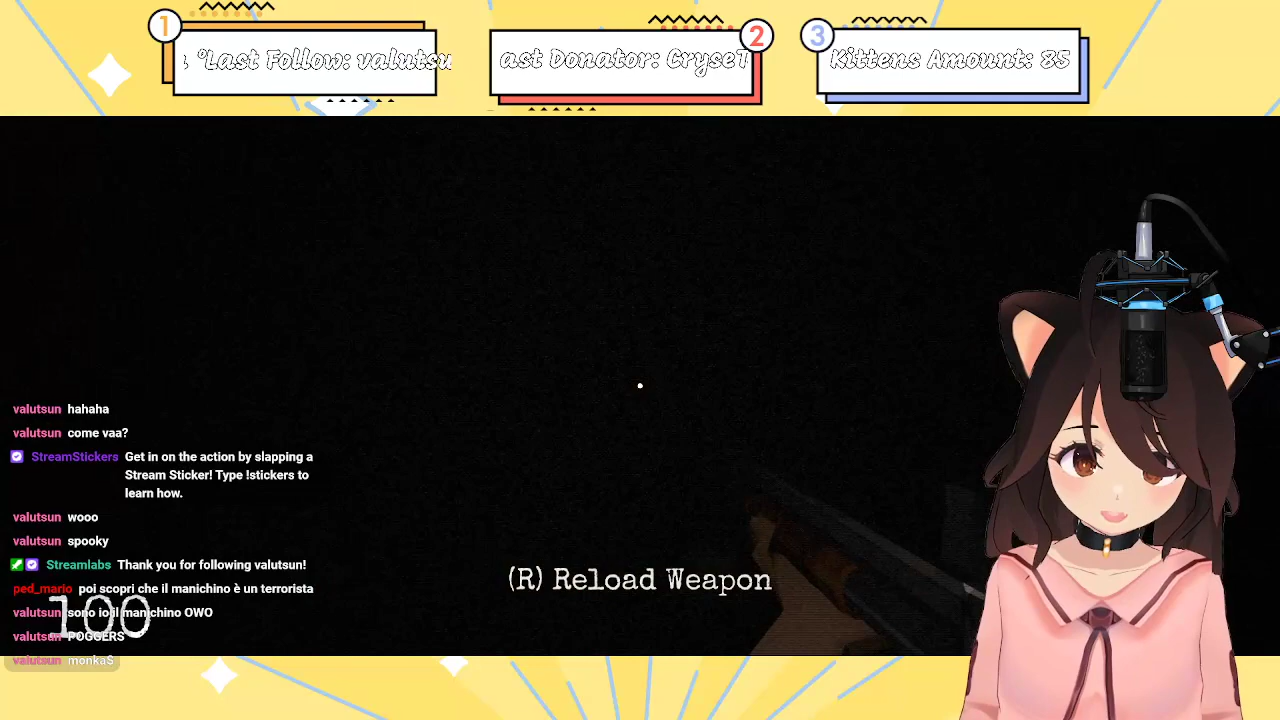 1
"Last Follow: valutsu
2
ast Donator: Cryse
3
Kittens Amount: 85
valutsun hahaha
valutsun come vaa?
StreamStickers Get in on the action by slapping a
Stream Sticker! Type !stickers to
learn how.
valutsun wooo
valutsun spooky
Streamlabs Thank you for following valutsun!
ped_mario poi scopri che il manichino è un terrorista
valutsun sono io il manichino OWO
100
valutsun POGGERS
valutsun monkaS
(R) Reload Weapon